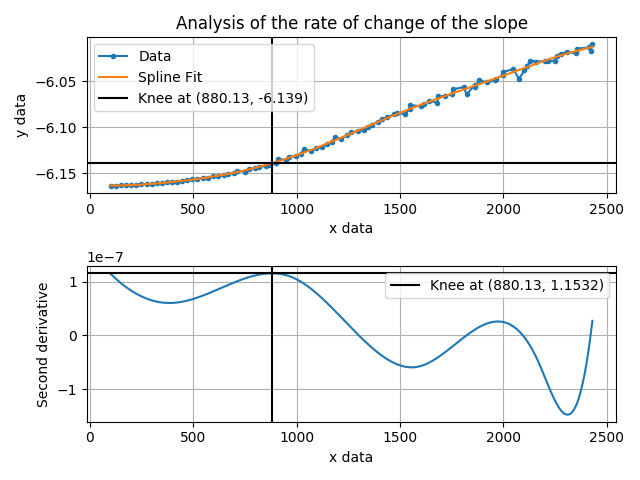 Analysis of the rate of change of the slope
Data
Spline Fit
Knee at (880.13, -6.139)
y data
−6.05
−6.10
−6.15
0 500 1000 1500 2000 2500
x data
1e−7
Knee at (880.13, 1.1532)
Second derivative
1
0
−1
0 500 1000 1500 2000 2500
x data